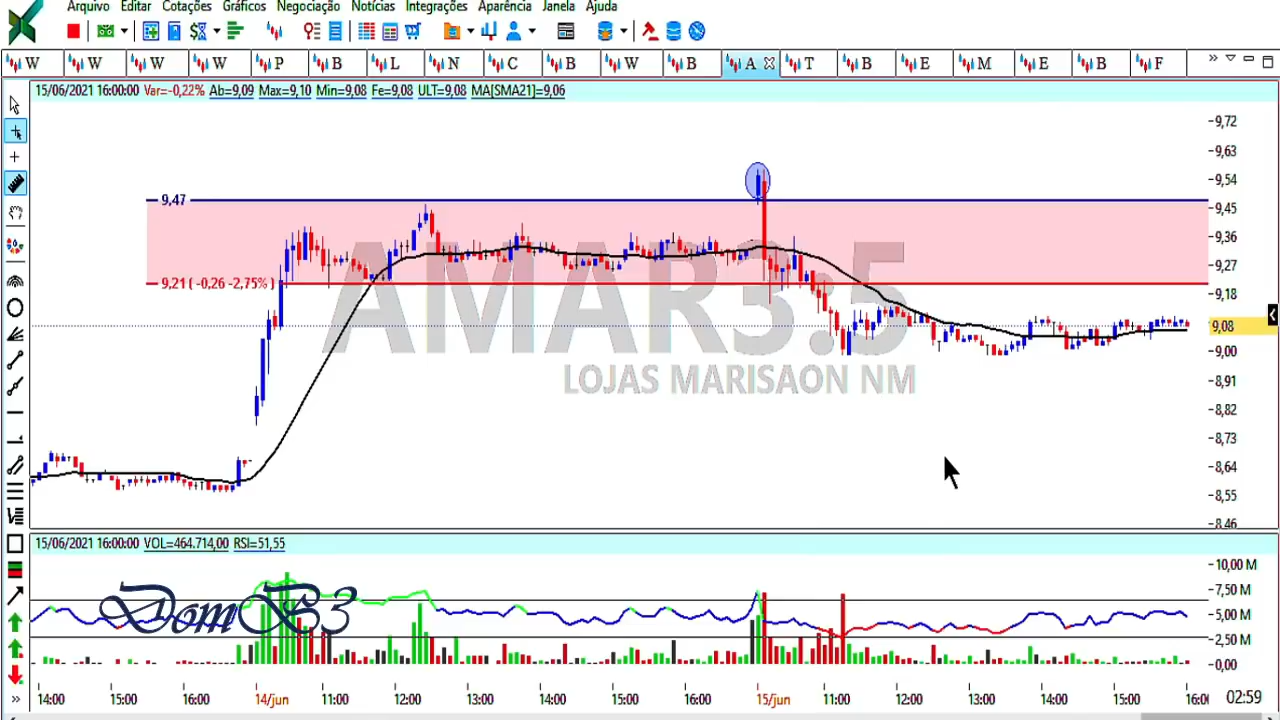 Arquivo Editar Cotações Gráficos Negociação Notícias Integrações Aparência Janela Ajuda
W W W W P B L N C B W B A T B E M E B F
15/06/2021 16:00:00 Var=-0,22% Ab=9,09 Max=9,10 Min=9,08 Fe=9,08 ULT=9,08 MA[SMA21]=9,06
9,72
9,63
9,54
9,47
9,45
9,36
9,27
9,21 ( -0,26 -2,75% )
9,18
9,08
9,00
8,91
8,82
8,73
8,64
8,55
8,46
AMAR3:5
LOJAS MARISAON NM
15/06/2021 16:00:00 VOL=464.714,00 RSI=51,55
10,00 M
7,50 M
5,00 M
2,50 M
0,00
DomB3
14:00 15:00 16:00 14/jun 11:00 12:00 13:00 14:00 15:00 16:00 15/jun 11:00 12:00 13:00 14:00 15:00 16:0 02:59